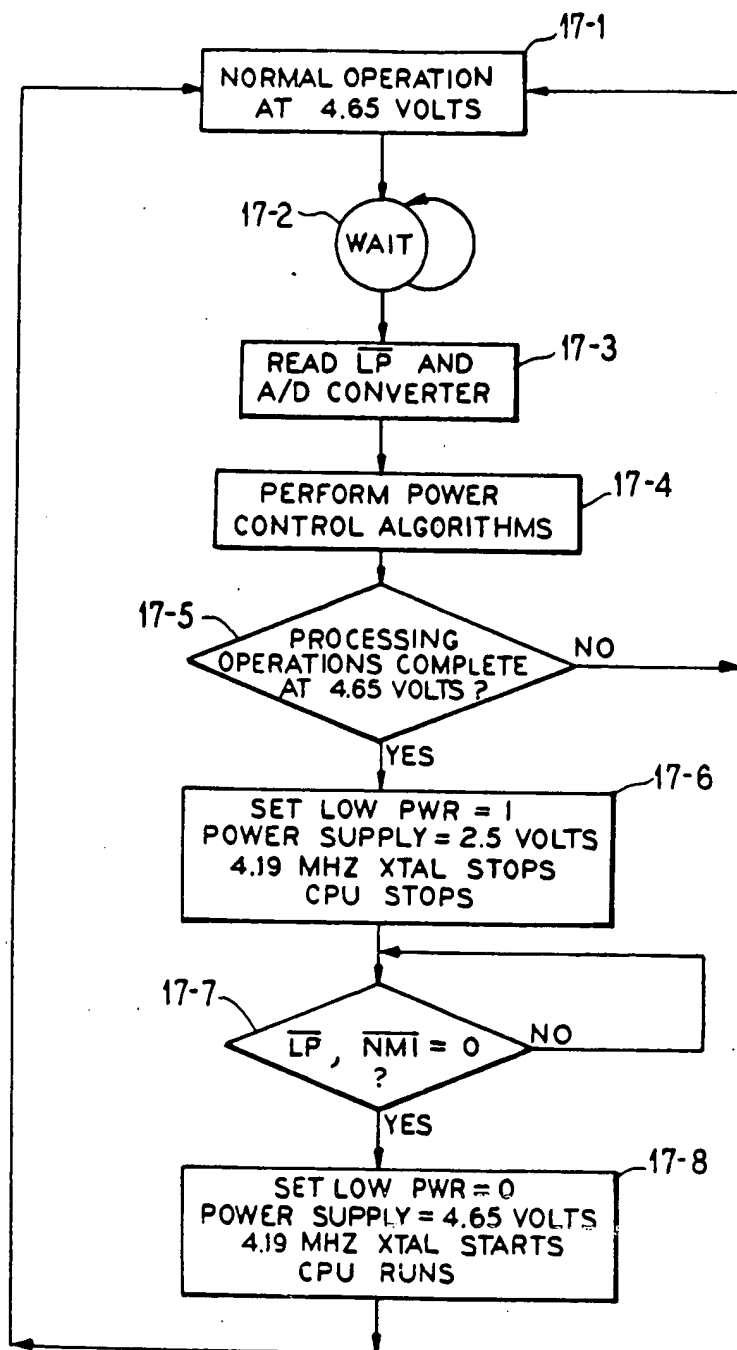 17-1
NORMAL OPERATION
AT 4.65 VOLTS
17-2
WAIT
17-3
READ L̅P̅ AND
A/D CONVERTER
17-4
PERFORM POWER
CONTROL ALGORITHMS
17-5
PROCESSING
OPERATIONS COMPLETE
AT 4.65 VOLTS?
NO
YES
17-6
SET LOW PWR = 1
POWER SUPPLY = 2.5 VOLTS
4.19 MHZ XTAL STOPS
CPU STOPS
17-7
L̅P̅, N̅M̅I̅ = 0
?
NO
YES
17-8
SET LOW PWR = 0
POWER SUPPLY = 4.65 VOLTS
4.19 MHZ XTAL STARTS
CPU RUNS